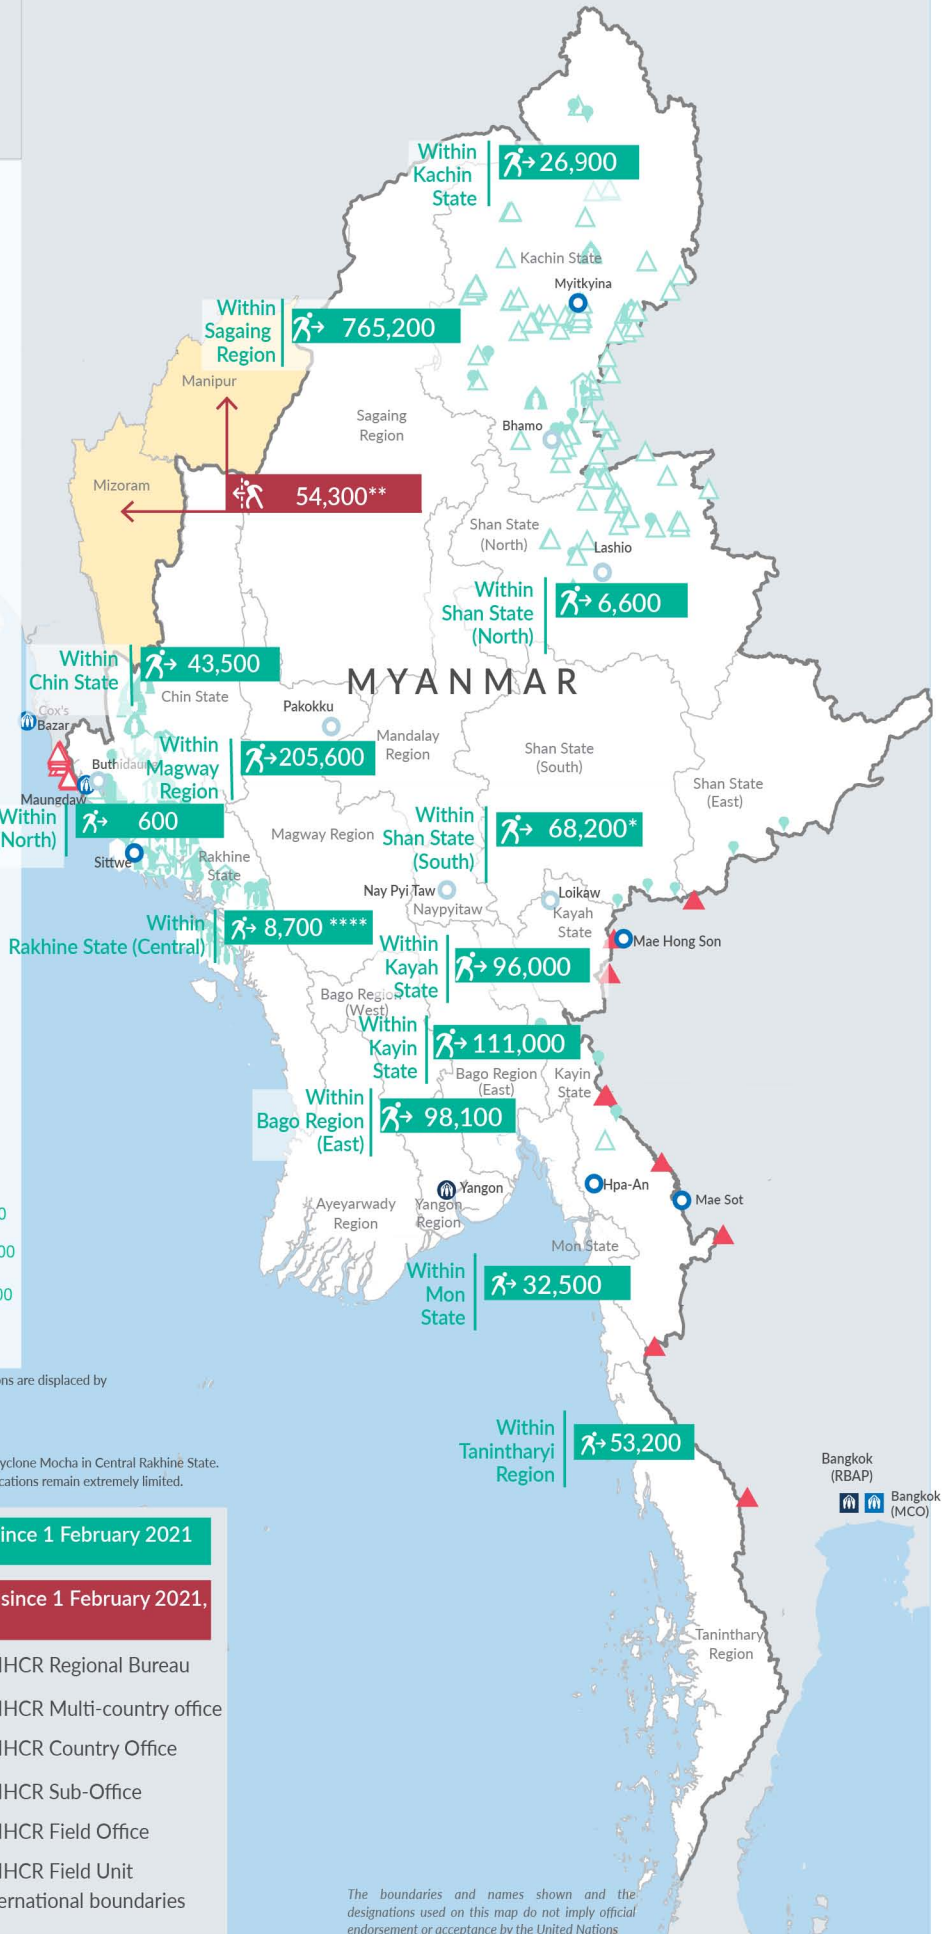 Within
Kachin
State
26,900
Kachin State
Myitkyina
Within
Sagaing
Region
765,200
Manipur
Sagaing
Region
Bhamo
Mizoram
54,300**
Shan State
(North)
Lashio
Within
Shan State
(North)
6,600
Within
Chin State
43,500
MYANMAR
Chin State
Cox's
Bazar
Pakokku
Mandalay
Region
Shan State
(South)
Within
Magway
Region
205,600
Buthidaung
Maungdaw
Shan State
(East)
Within
North)
600
Within
Shan State
(South)
68,200*
Magway Region
Sittwe
Rakhine
State
Nay Pyi Taw
Naypyitaw
Loikaw
Kayah
State
Within
Rakhine State (Central)
8,700 ****
Mae Hong Son
Within
Kayah
State
96,000
Bago Region
(West)
Within
Kayin
State
111,000
Bago Region
(East)
Kayin
State
Within
Bago Region
(East)
98,100
Yangon
Hpa-An
Mae Sot
Ayeyarwady
Region
Yangon
Region
0
00
00
Mon State
Within
Mon
State
32,500
ns are displaced by
Within
Tanintharyi
Region
53,200
yclone Mocha in Central Rakhine State.
cations remain extremely limited.
Bangkok
(RBAP)
Bangkok
(MCO)
ince 1 February 2021
since 1 February 2021,
Taninthary
Region
HCR Regional Bureau
HCR Multi-country office
HCR Country Office
HCR Sub-Office
HCR Field Office
HCR Field Unit
ernational boundaries
The boundaries and names shown and the
designations used on this map do not imply official
endorsement or acceptance by the United Nations